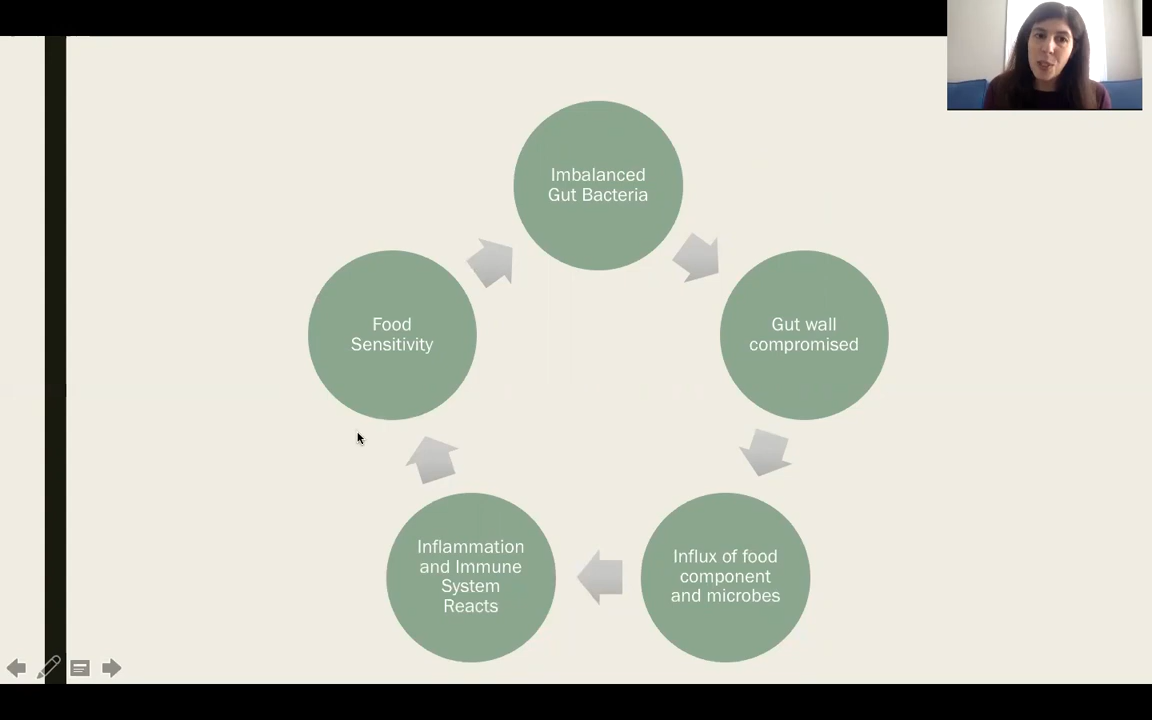 Imbalanced
Gut Bacteria
Gut wall
compromised
Influx of food
component
and microbes
Inflammation
and Immune
System
Reacts
Food
Sensitivity